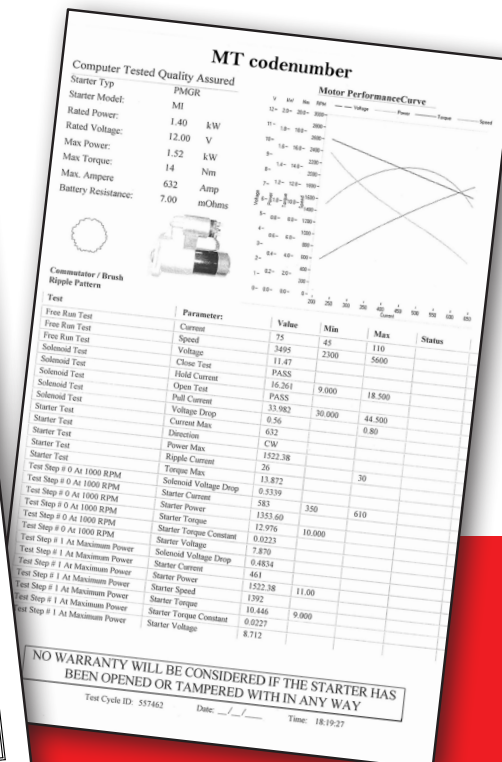 MT codenumber
Computer Tested Quality Assured
Starter Typ PMGR
Starter Model: MI
Rated Power: 1.40 kW
Rated Voltage: 12.00 V
Max Power: 1.52 kW
Max Torque: 14 Nm
Max. Ampere 632 Amp
Battery Resistance: 7.00 mOhms
Motor PerformanceCurve
Voltage Power Torque Speed
Voltage
Power
Torque
Speed
200 250 300 350 400 450 500 550 600 650
Current
Commutator / Brush
Ripple Pattern
Test Parameter: Value Min Max Status
Free Run Test Current 75 45 110
Free Run Test Speed 3495 2300 5600
Free Run Test Voltage 11.47
Solenoid Test Close Test PASS
Solenoid Test Hold Current 16.261 9.000 18.500
Solenoid Test Open Test PASS
Solenoid Test Pull Current 33.982 30.000 44.500
Solenoid Test Voltage Drop 0.56 0.80
Starter Test Current Max 632
Starter Test Direction CW
Starter Test Power Max 1522.38
Starter Test Ripple Current 26 30
Starter Test Torque Max 13.872
Test Step # 0 At 1000 RPM Solenoid Voltage Drop 0.5339
Test Step # 0 At 1000 RPM Starter Current 583 350 610
Test Step # 0 At 1000 RPM Starter Power 1353.60
Test Step # 0 At 1000 RPM Starter Torque 12.976 10.000
Test Step # 0 At 1000 RPM Starter Torque Constant 0.0223
Test Step # 0 At 1000 RPM Starter Voltage 7.870
Test Step # 1 At Maximum Power Solenoid Voltage Drop 0.4834
Test Step # 1 At Maximum Power Starter Current 461
Test Step # 1 At Maximum Power Starter Power 1522.38 11.00
Test Step # 1 At Maximum Power Starter Speed 1392
Test Step # 1 At Maximum Power Starter Torque 10.446 9.000
Test Step # 1 At Maximum Power Starter Torque Constant 0.0227
Test Step # 1 At Maximum Power Starter Voltage 8.712
NO WARRANTY WILL BE CONSIDERED IF THE STARTER HAS
BEEN OPENED OR TAMPERED WITH IN ANY WAY
Test Cycle ID: 557462 Date: __/__/____ Time: 18:19:27